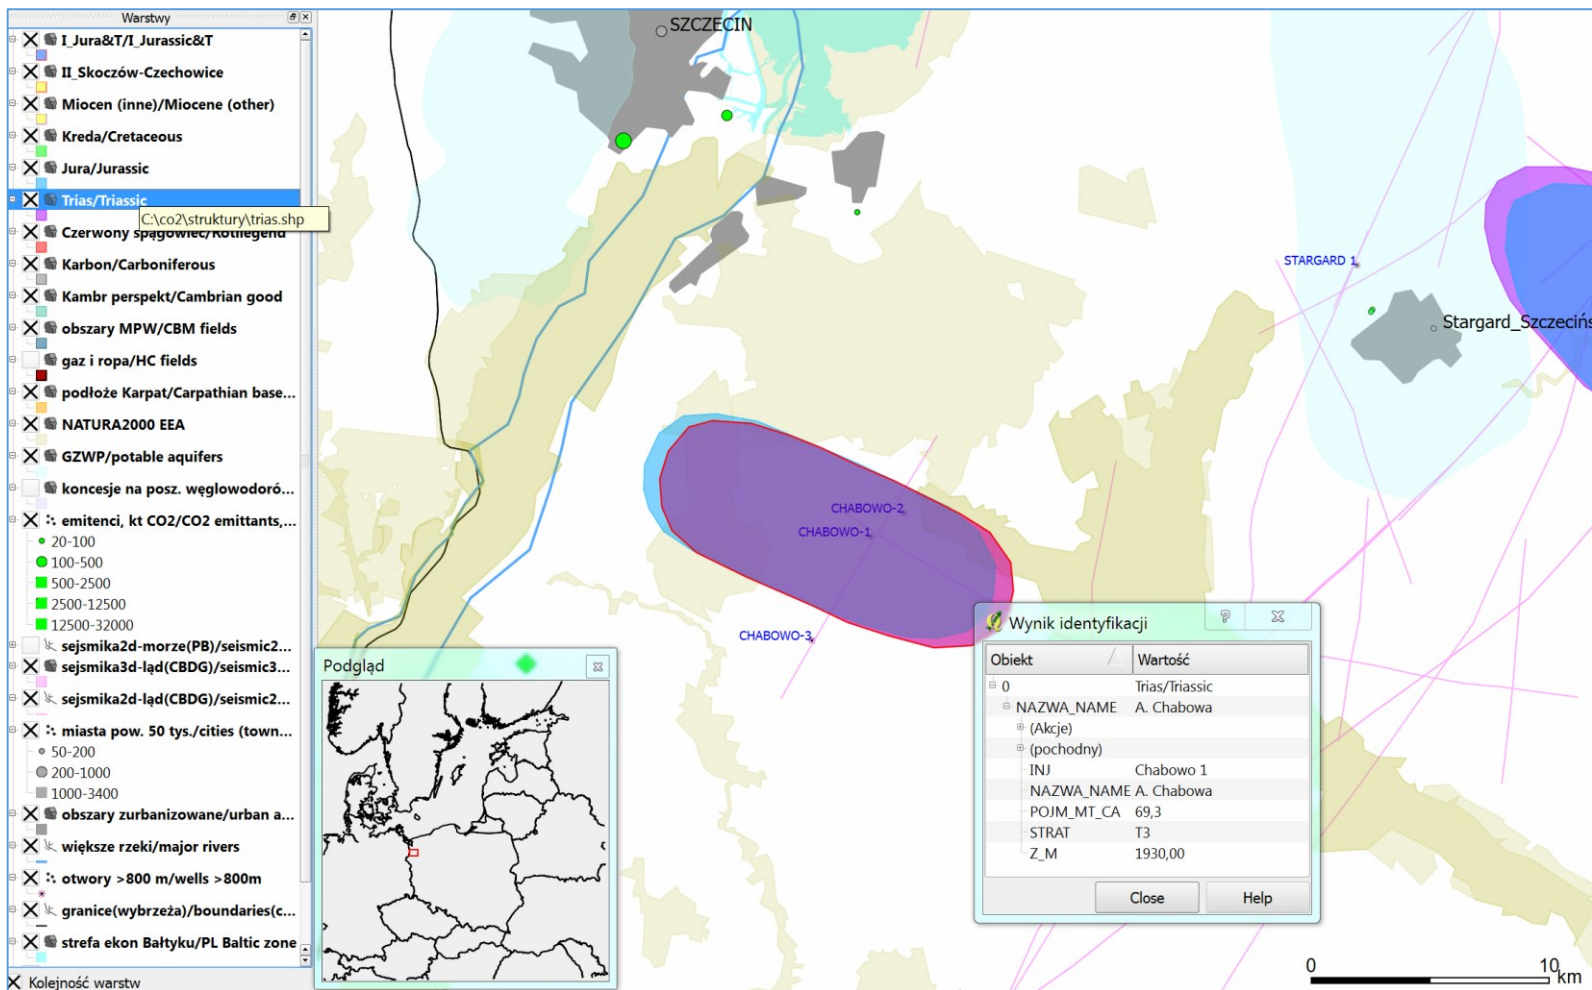 Warstwy
I_Jura&T/I_Jurassic&T
II_Skoczów-Czechowice
Miocen (inne)/Miocene (other)
Kreda/Cretaceous
Jura/Jurassic
Trias/Triassic
C:\co2\struktury\trias.shp
Czerwony spągowiec/Rotliegend
Karbon/Carboniferous
Kambr perspekt/Cambrian good
obszary MPW/CBM fields
gaz i ropa/HC fields
podłoże Karpat/Carpathian base...
NATURA2000 EEA
GZWP/potable aquifers
koncesje na posz. węglowodoró...
emitenci, kt CO2/CO2 emittants,...
20-100
100-500
500-2500
2500-12500
12500-32000
sejsmika2d-morze(PB)/seismic2...
sejsmika3d-ląd(CBDG)/seismic3...
sejsmika2d-ląd(CBDG)/seismic2...
miasta pow. 50 tys./cities (town...
50-200
200-1000
1000-3400
obszary zurbanizowane/urban a...
większe rzeki/major rivers
otwory >800 m/wells >800m
granice(wybrzeża)/boundaries(c...
strefa ekon Bałtyku/PL Baltic zone
Kolejność warstw
SZCZECIN
STARGARD 1
Stargard_Szczecińs
CHABOWO-2
CHABOWO-1
CHABOWO-3
Podgląd
Wynik identyfikacji
Obiekt Wartość
0 Trias/Triassic
NAZWA_NAME A. Chabowa
(Akcje)
(pochodny)
INJ Chabowo 1
NAZWA_NAME A. Chabowa
POJM_MT_CA 69,3
STRAT T3
Z_M 1930,00
Close Help
0 10 km